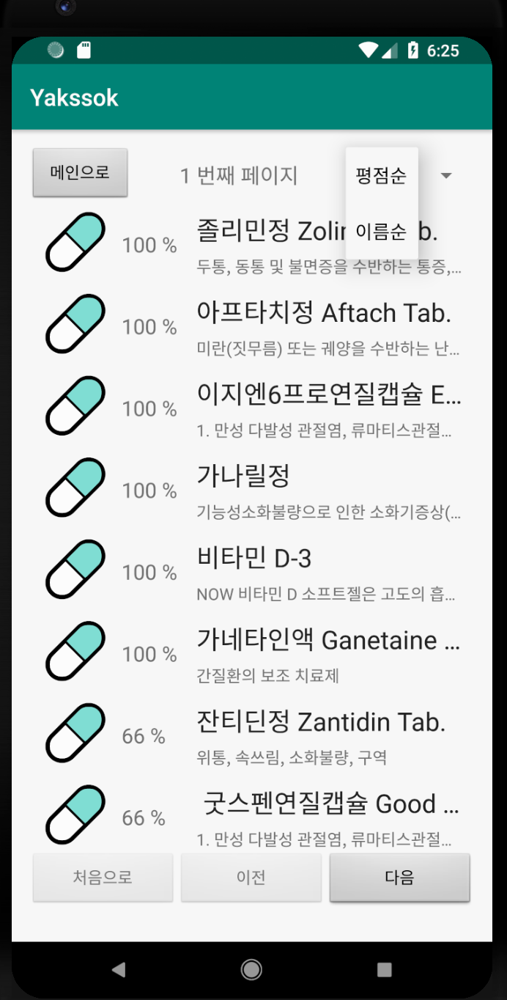 6:25
Yakssok
메인으로
1 번째 페이지
평점순
이름순
100 %
졸리민정 Zolin b.
두통, 동통 및 불면증을 수반하는 통증,...
100 %
아프타치정 Aftach Tab.
미란(짓무름) 또는 궤양을 수반하는 난...
100 %
이지엔6프로연질캡슐 E...
1. 만성 다발성 관절염, 류마티스관절...
100 %
가나릴정
기능성소화불량으로 인한 소화기증상(...
100 %
비타민 D-3
NOW 비타민 D 소프트젤은 고도의 흡...
100 %
가네타인액 Ganetaine ...
간질환의 보조 치료제
66 %
잔티딘정 Zantidin Tab.
위통, 속쓰림, 소화불량, 구역
66 %
굿스펜연질캡슐 Good ...
1. 만성 다발성 관절염, 류마티스관절...
처음으로
이전
다음